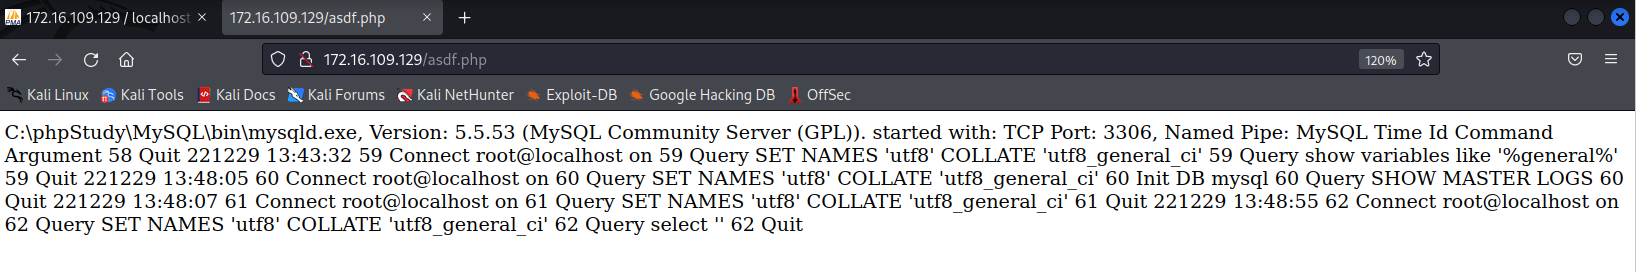 172.16.109.129 / localhost
172.16.109.129/asdf.php
172.16.109.129/asdf.php
120%
Kali Linux Kali Tools Kali Docs Kali Forums Kali NetHunter Exploit-DB Google Hacking DB OffSec
C:\phpStudy\MySQL\bin\mysqld.exe, Version: 5.5.53 (MySQL Community Server (GPL)). started with: TCP Port: 3306, Named Pipe: MySQL Time Id Command
Argument 58 Quit 221229 13:43:32 59 Connect root@localhost on 59 Query SET NAMES 'utf8' COLLATE 'utf8_general_ci' 59 Query show variables like '%general%'
59 Quit 221229 13:48:05 60 Connect root@localhost on 60 Query SET NAMES 'utf8' COLLATE 'utf8_general_ci' 60 Init DB mysql 60 Query SHOW MASTER LOGS 60
Quit 221229 13:48:07 61 Connect root@localhost on 61 Query SET NAMES 'utf8' COLLATE 'utf8_general_ci' 61 Quit 221229 13:48:55 62 Connect root@localhost on
62 Query SET NAMES 'utf8' COLLATE 'utf8_general_ci' 62 Query select '' 62 Quit